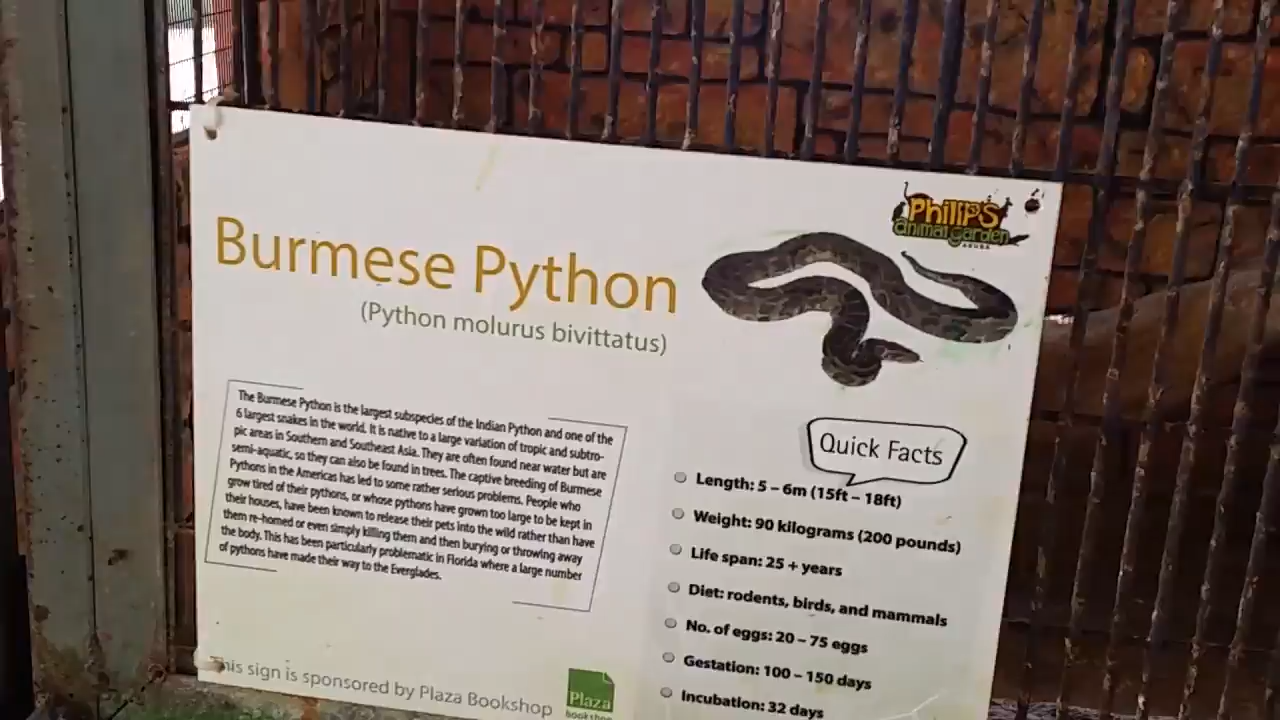 PhiliP'S
animal garden
ARUBA
Burmese Python
(Python molurus bivittatus)
The Burmese Python is the largest subspecies of the Indian Python and one of the
6 largest snakes in the world. It is native to a large variation of tropic and subtro-
pic areas in Southern and Southeast Asia. They are often found near water but are
semi-aquatic, so they can also be found in trees. The captive breeding of Burmese
Pythons in the Americas has led to some rather serious problems. People who
grow tired of their pythons, or whose pythons have grown too large to be kept in
their houses, have been known to release their pets into the wild rather than have
them re-homed or even simply killing them and then burying or throwing away
the body. This has been particularly problematic in Florida where a large number
of pythons have made their way to the Everglades.
Quick Facts
Length: 5 – 6m (15ft – 18ft)
Weight: 90 kilograms (200 pounds)
Life span: 25 + years
Diet: rodents, birds, and mammals
No. of eggs: 20 – 75 eggs
Gestation: 100 – 150 days
Incubation: 32 days
This sign is sponsored by Plaza Bookshop
Plaza
bookshop